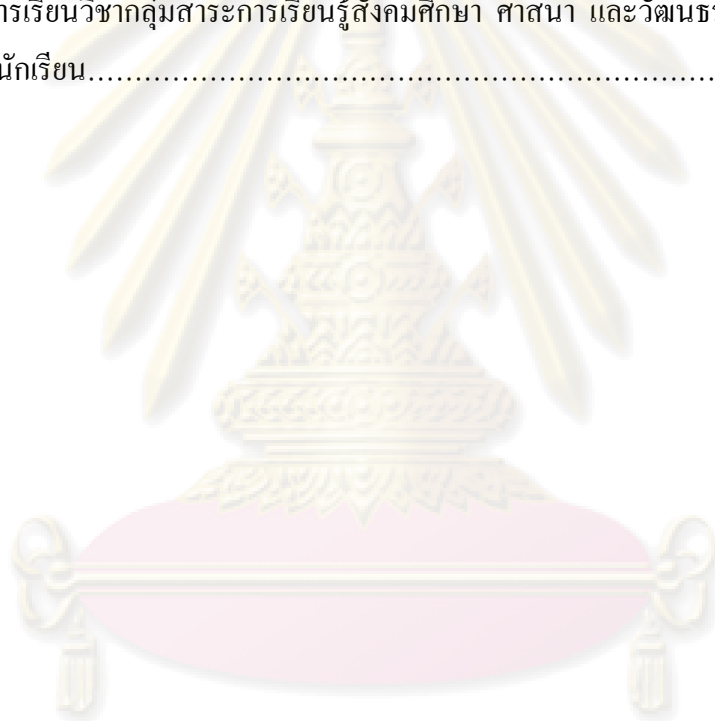 ารเรียนวิชากลุ่มสาระการเรียนรู้สังคมศึกษา ศาสนา และวัฒนธร
นักเรียน........................................................................